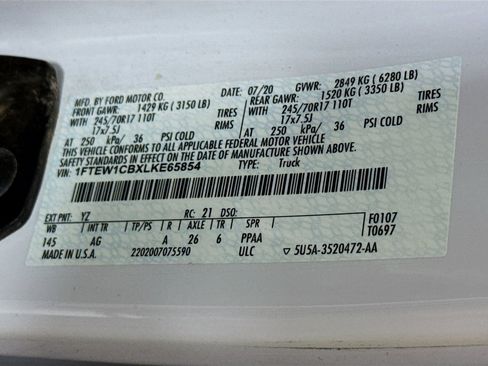 MFD. BY FORD MOTOR CO. DATE: 07/20 GVWR: 2849 KG ( 6280 LB)
FRONT GAWR: 1429 KG ( 3150 LB) REAR GAWR: 1520 KG ( 3350 LB)
WITH 245/70R17 110T TIRES WITH 245/70R17 110T TIRES
17x7.5J RIMS 17x7.5J RIMS
AT 250 kPa/ 36 PSI COLD AT 250 kPa/ 36 PSI COLD
THIS VEHICLE CONFORMS TO ALL APPLICABLE FEDERAL MOTOR VEHICLE
SAFETY STANDARDS IN EFFECT ON THE DATE OF MANUFACTURE SHOWN ABOVE.
VIN: 1FTEW1CBXLKE65854 TYPE: Truck
EXT PNT: YZ RC: 21 DSO: F0107
WB INT TR TP/PS R AXLE TR SPR T0697
145 AG A 26 6 PPAA
MADE IN U.S.A. 2202007075590 ULC 5U5A-3520472-AA